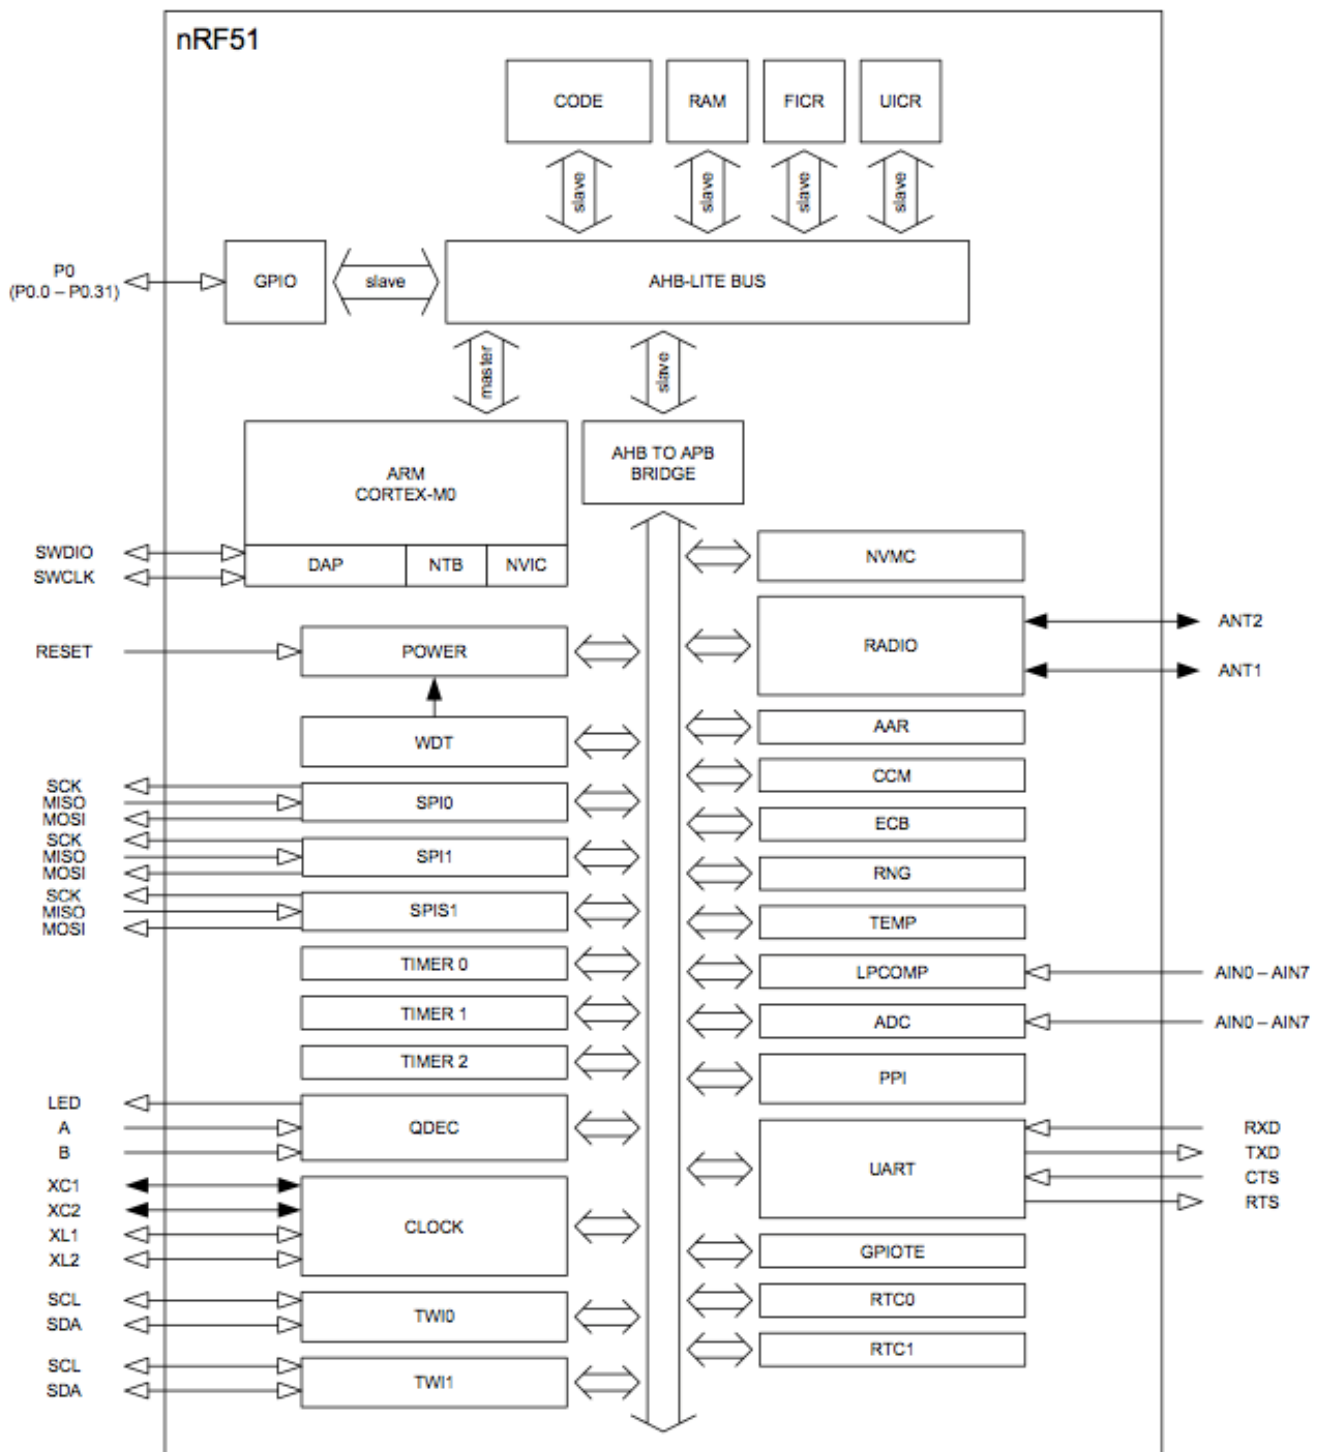 nRF51
CODE
RAM
FICR
UICR
slave
slave
slave
slave
P0
(P0.0 – P0.31)
GPIO
slave
AHB-LITE BUS
master
slave
ARM
CORTEX-M0
AHB TO APB
BRIDGE
SWDIO
SWCLK
DAP
NTB
NVIC
NVMC
RESET
POWER
RADIO
ANT2
ANT1
WDT
AAR
SCK
MISO
MOSI
SPI0
CCM
SCK
MISO
MOSI
SPI1
ECB
RNG
SCK
MISO
MOSI
SPIS1
TEMP
TIMER 0
LPCOMP
AIN0 – AIN7
TIMER 1
ADC
AIN0 – AIN7
TIMER 2
PPI
LED
A
B
QDEC
UART
RXD
TXD
CTS
RTS
XC1
XC2
XL1
XL2
CLOCK
GPIOTE
SCL
SDA
TWI0
RTC0
RTC1
SCL
SDA
TWI1